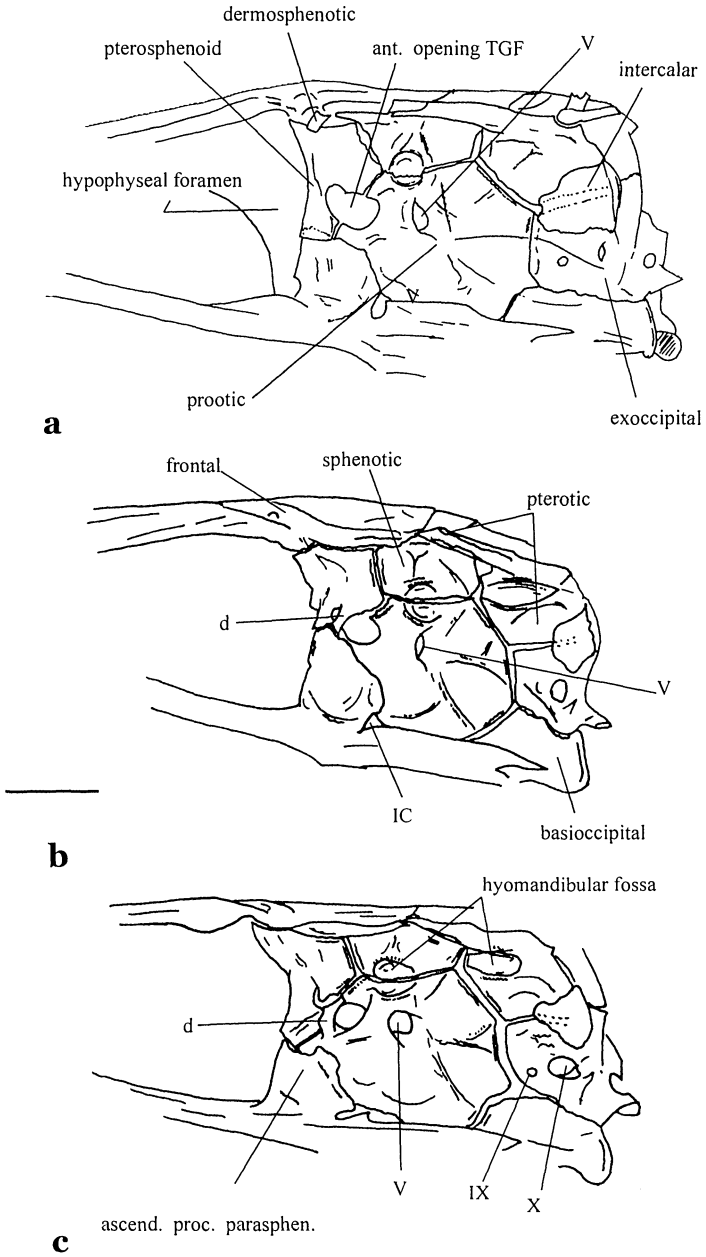 dermosphenotic
pterosphenoid
ant. opening TGF
V
intercalar
hypophyseal foramen
prootic
exoccipital
a
frontal
sphenotic
pterotic
d
V
IC
basioccipital
b
hyomandibular fossa
d
V
IX
X
ascend. proc. parasphen.
c